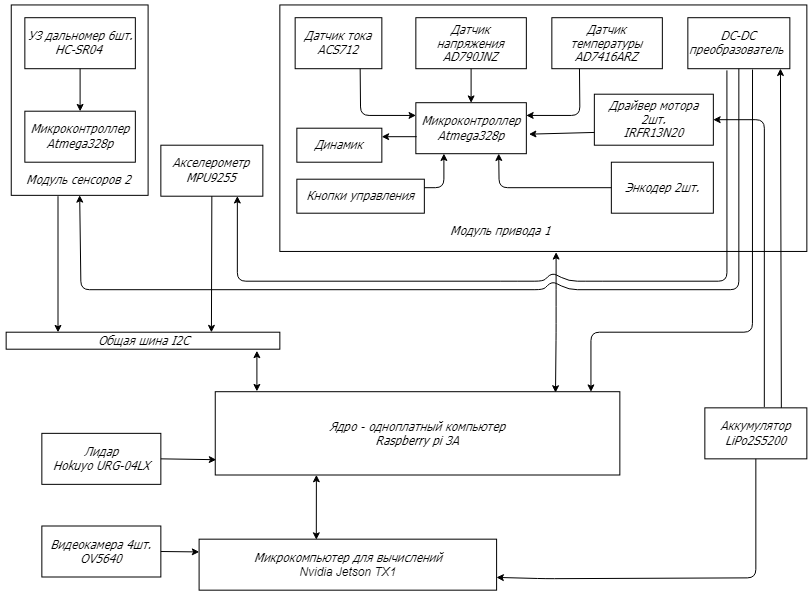 УЗ дальномер 6шт.
HC-SR04
Микроконтроллер
Atmega328p
Модуль сенсоров 2
Акселерометр
MPU9255
Датчик тока
ACS712
Датчик
напряжения
AD790JNZ
Датчик
температуры
AD7416ARZ
DC-DC
преобразователь
Микроконтроллер
Atmega328p
Драйвер мотора
2шт.
IRFR13N20
Динамик
Кнопки управления
Энкодер 2шт.
Модуль привода 1
Общая шина I2C
Ядро - одноплатный компьютер
Raspberry pi 3A
Аккумулятор
LiPo2S5200
Лидар
Hokuyo URG-04LX
Видеокамера 4шт.
OV5640
Микрокомпьютер для вычислений
Nvidia Jetson TX1